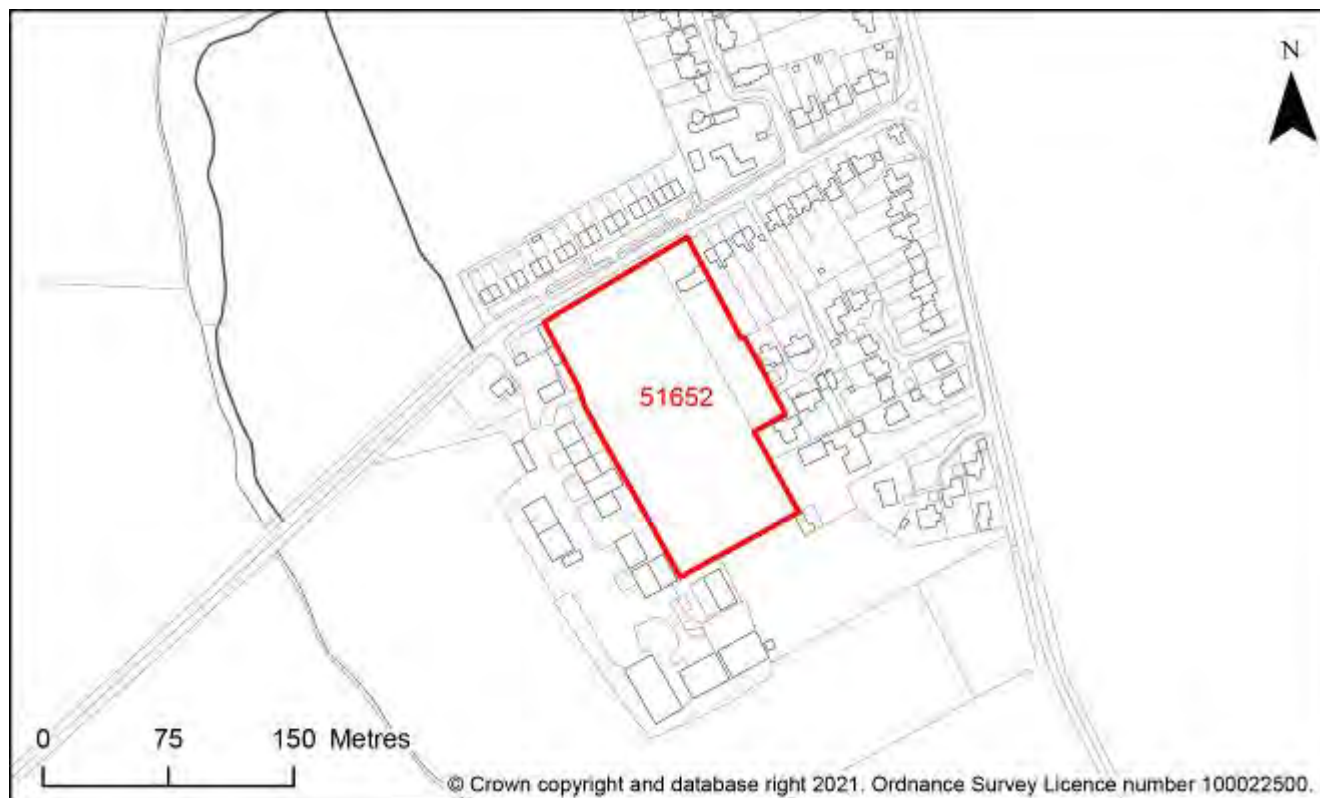 N
51652
0 75 150 Metres
© Crown copyright and database right 2021. Ordnance Survey Licence number 100022500.